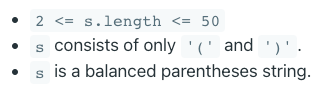 • 2 <= s.length <= 50
• s consists of only '(' and ')'.
• s is a balanced parentheses string.